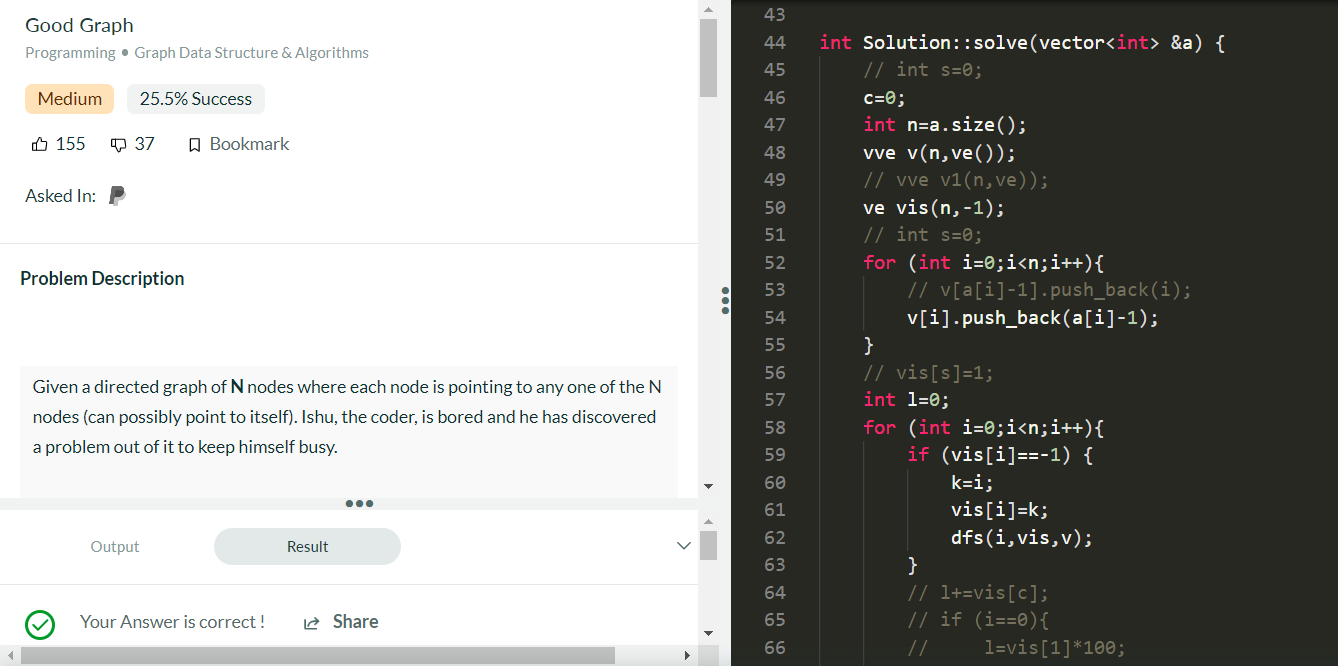 Good Graph
Programming • Graph Data Structure & Algorithms
Medium 25.5% Success
155 37 Bookmark
Asked In:
Problem Description
Given a directed graph of N nodes where each node is pointing to any one of the N
nodes (can possibly point to itself). Ishu, the coder, is bored and he has discovered
a problem out of it to keep himself busy.
Output Result
Your Answer is correct ! Share
43
44 int Solution::solve(vector<int> &a) {
45 // int s=0;
46 c=0;
47 int n=a.size();
48 vve v(n,ve());
49 // vve v1(n,ve));
50 ve vis(n,-1);
51 // int s=0;
52 for (int i=0;i<n;i++){
53 // v[a[i]-1].push_back(i);
54 v[i].push_back(a[i]-1);
55 }
56 // vis[s]=1;
57 int l=0;
58 for (int i=0;i<n;i++){
59 if (vis[i]==-1) {
60 k=i;
61 vis[i]=k;
62 dfs(i,vis,v);
63 }
64 // l+=vis[c];
65 // if (i==0){
66 // l=vis[1]*100;